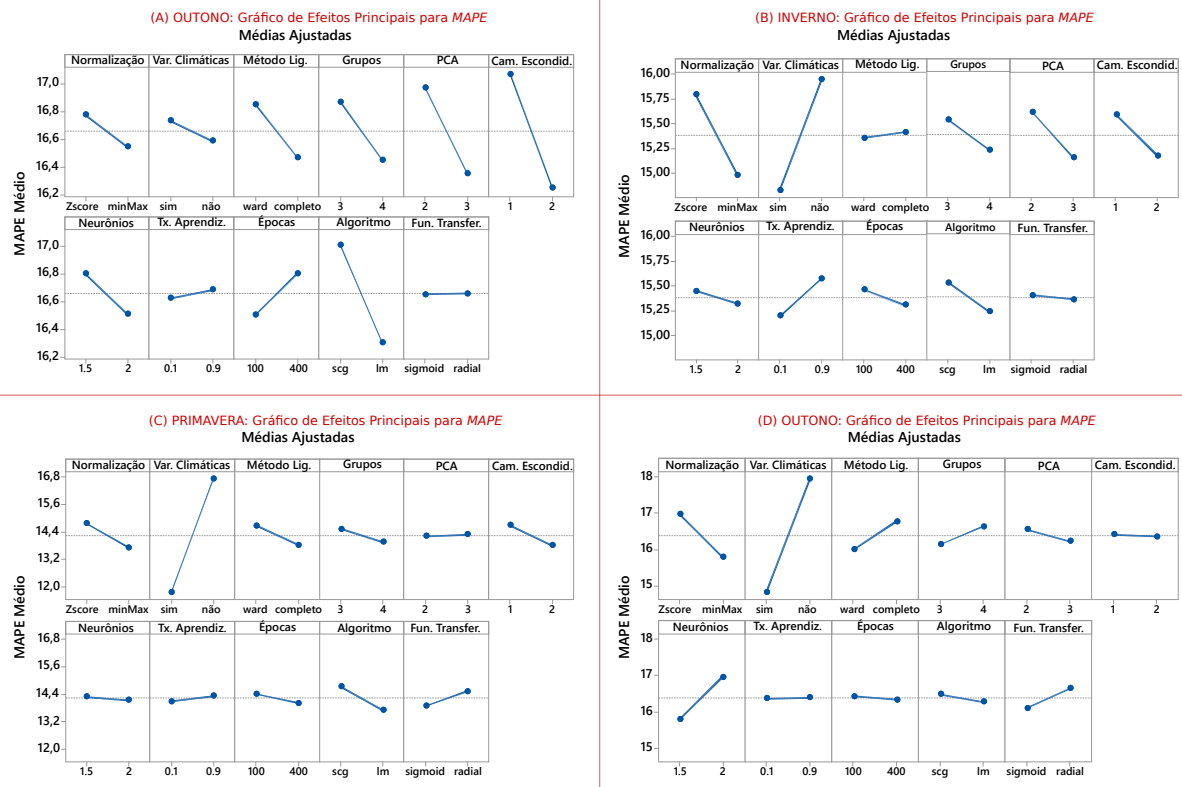 (A) OUTONO: Gráfico de Efeitos Principais para MAPE
Médias Ajustadas
Normalização Var. Climáticas Método Lig. Grupos PCA Cam. Escondid.
17,0
16,8
16,6
16,4
16,2
Zscore minMax sim não ward completo 3 4 2 3 1 2
MAPE Médio
Neurônios Tx. Aprendiz. Épocas Algoritmo Fun. Transfer.
17,0
16,8
16,6
16,4
16,2
1.5 2 0.1 0.9 100 400 scg lm sigmoid radial
(B) INVERNO: Gráfico de Efeitos Principais para MAPE
Médias Ajustadas
Normalização Var. Climáticas Método Lig. Grupos PCA Cam. Escondid.
16,00
15,75
15,50
15,25
15,00
Zscore minMax sim não ward completo 3 4 2 3 1 2
MAPE Médio
Neurônios Tx. Aprendiz. Épocas Algoritmo Fun. Transfer.
16,00
15,75
15,50
15,25
15,00
1.5 2 0.1 0.9 100 400 scg lm sigmoid radial
(C) PRIMAVERA: Gráfico de Efeitos Principais para MAPE
Médias Ajustadas
Normalização Var. Climáticas Método Lig. Grupos PCA Cam. Escondid.
16,8
15,6
14,4
13,2
12,0
Zscore minMax sim não ward completo 3 4 2 3 1 2
MAPE Médio
Neurônios Tx. Aprendiz. Épocas Algoritmo Fun. Transfer.
16,8
15,6
14,4
13,2
12,0
1.5 2 0.1 0.9 100 400 scg lm sigmoid radial
(D) OUTONO: Gráfico de Efeitos Principais para MAPE
Médias Ajustadas
Normalização Var. Climáticas Método Lig. Grupos PCA Cam. Escondid.
18
17
16
15
Zscore minMax sim não ward completo 3 4 2 3 1 2
MAPE Médio
Neurônios Tx. Aprendiz. Épocas Algoritmo Fun. Transfer.
18
17
16
15
1.5 2 0.1 0.9 100 400 scg lm sigmoid radial